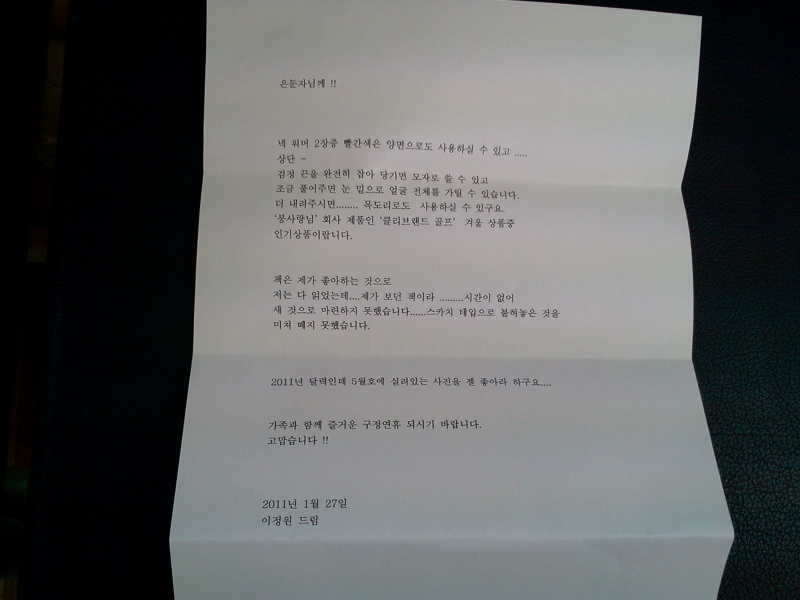 은둔자님께 !!
넥 워머 2장중 빨간색은 양면으로도 사용하실 수 있고 .....
상단 -
검정 끈을 완전히 잡아 당기면 모자로 쓸 수 있고
조금 풀어주면 눈 밑으로 얼굴 전체를 가릴 수 있습니다.
더 내려주시면........ 목도리로도 사용하실 수 있구요.
'봉사랑님' 회사 제품인 '클리브랜드 골프' 겨울 상품중
인기상품이랍니다.
책은 제가 좋아하는 것으로
저는 다 읽었는데....제가 보던 책이라 .........시간이 없어
새 것으로 마련하지 못했습니다......스카치 테입으로 붙혀놓은 것을
미처 떼지 못했습니다.
2011년 달력인데 5월호에 실려있는 사진을 젤 좋아라 하구요....
가족과 함께 즐거운 구정연휴 되시기 바랍니다.
고맙습니다 !!
2011년 1월 27일
이정원 드림